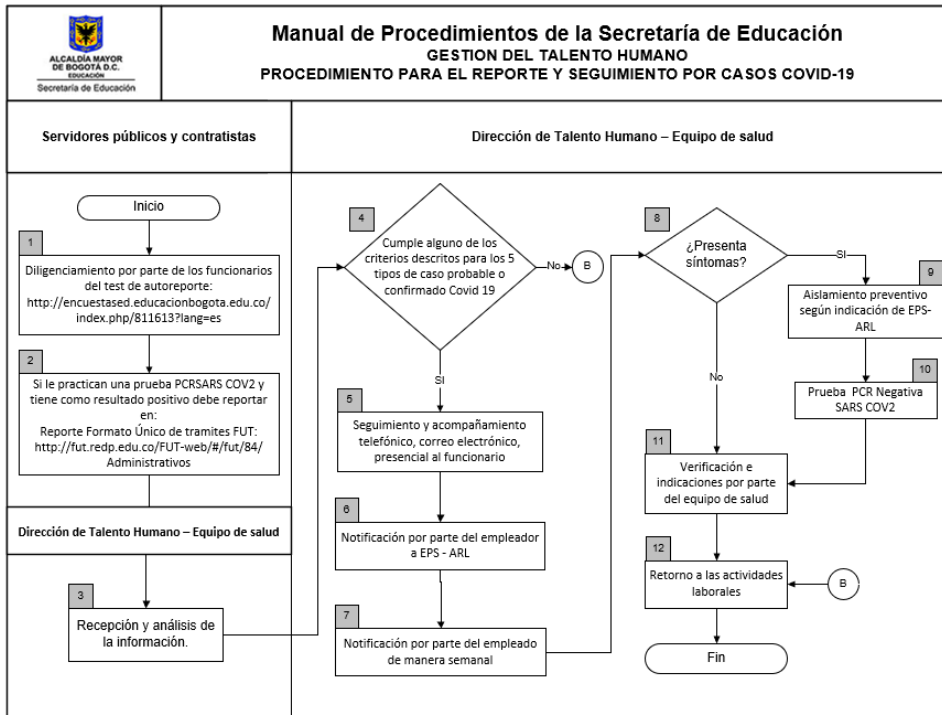 ALCALDÍA MAYOR
DE BOGOTÁ D.C.
EDUCACIÓN
Secretaría de Educación
Manual de Procedimientos de la Secretaría de Educación
GESTION DEL TALENTO HUMANO
PROCEDIMIENTO PARA EL REPORTE Y SEGUIMIENTO POR CASOS COVID-19
Servidores públicos y contratistas
Dirección de Talento Humano – Equipo de salud
Inicio
1
Diligenciamiento por parte de los funcionarios
del test de autoreporte:
http://encuestased.educacionbogota.edu.co/
index.php/811613?lang=es
2
Si le practican una prueba PCRSARS COV2 y
tiene como resultado positivo debe reportar
en:
Reporte Formato Único de tramites FUT:
http://fut.redp.edu.co/FUT-web/#/fut/84/
Administrativos
Dirección de Talento Humano – Equipo de salud
3
Recepción y análisis de
la información.
4
Cumple alguno de los
criterios descritos para los 5
tipos de caso probable o
confirmado Covid 19
No
B
SI
5
Seguimiento y acompañamiento
telefónico, correo electrónico,
presencial al funcionario
6
Notificación por parte del empleador
a EPS - ARL
7
Notificación por parte del empleado
de manera semanal
8
¿Presenta
síntomas?
SI
9
Aislamiento preventivo
según indicación de EPS-
ARL
10
Prueba PCR Negativa
SARS COV2
No
11
Verificación e
indicaciones por parte
del equipo de salud
12
Retorno a las actividades
laborales
B
Fin